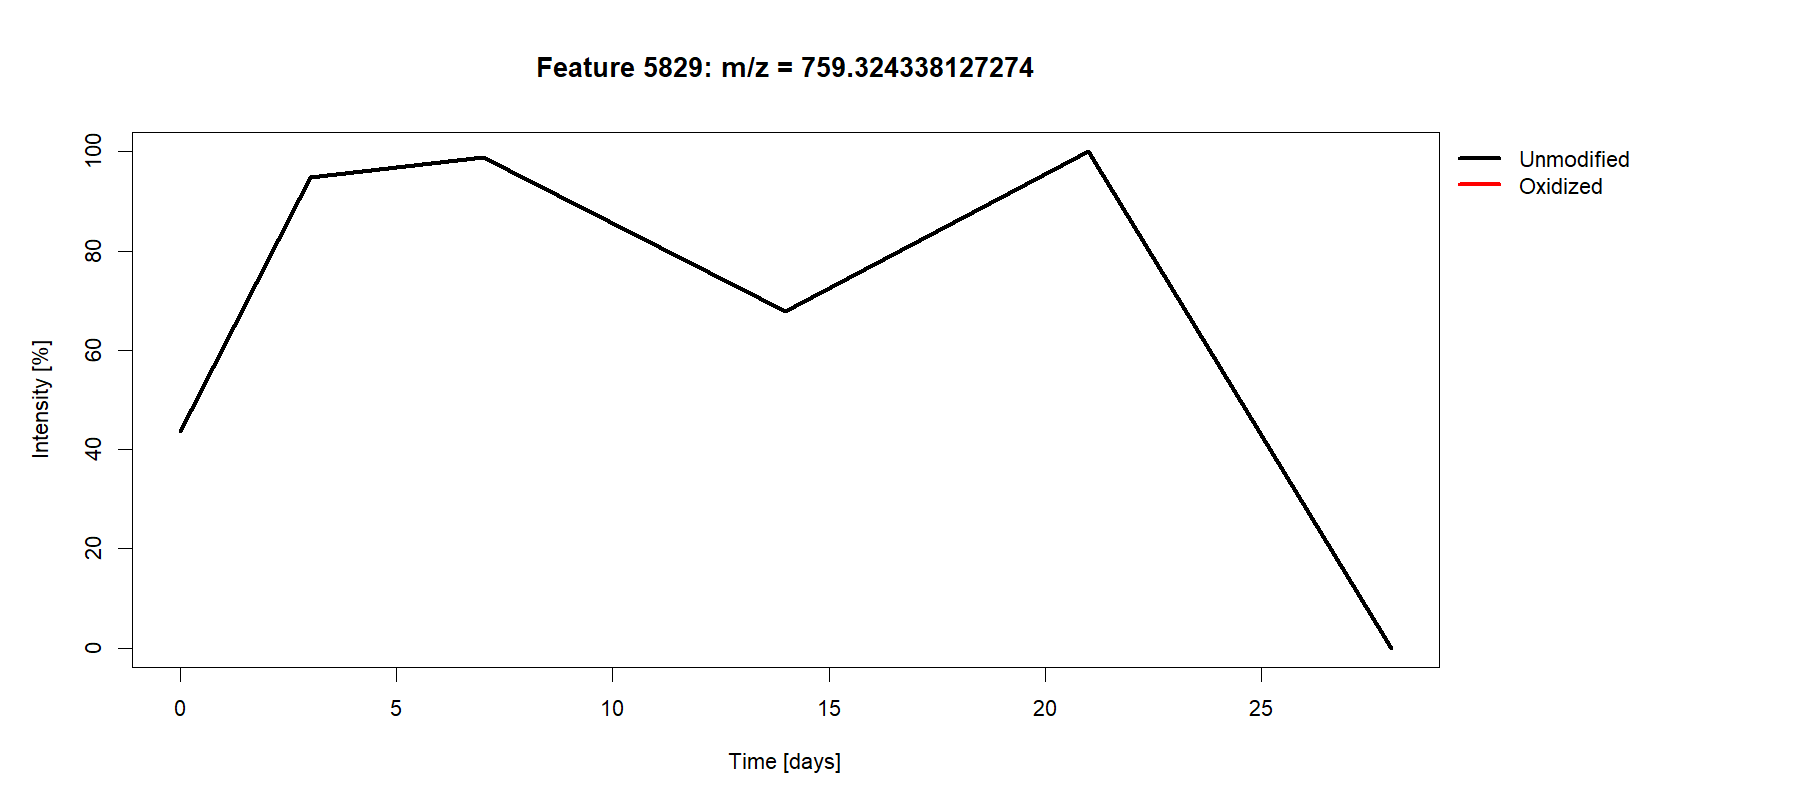 Feature 5829: m/z = 759.324338127274
Unmodified
Oxidized
Intensity [%]
100
80
60
40
20
0
0 5 10 15 20 25
Time [days]